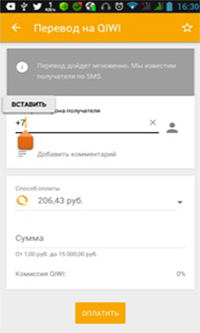 16:30
Перевод на QIWI
Перевод дойдет мгновенно. Мы известим
получателя по SMS.
ВСТАВИТЬ
она получателя
+7
Добавить комментарий
Способ оплаты
206,43 руб.
Сумма
От 1,00 руб. до 15 000,00 руб.
Комиссия QIWI:
0%
ОПЛАТИТЬ